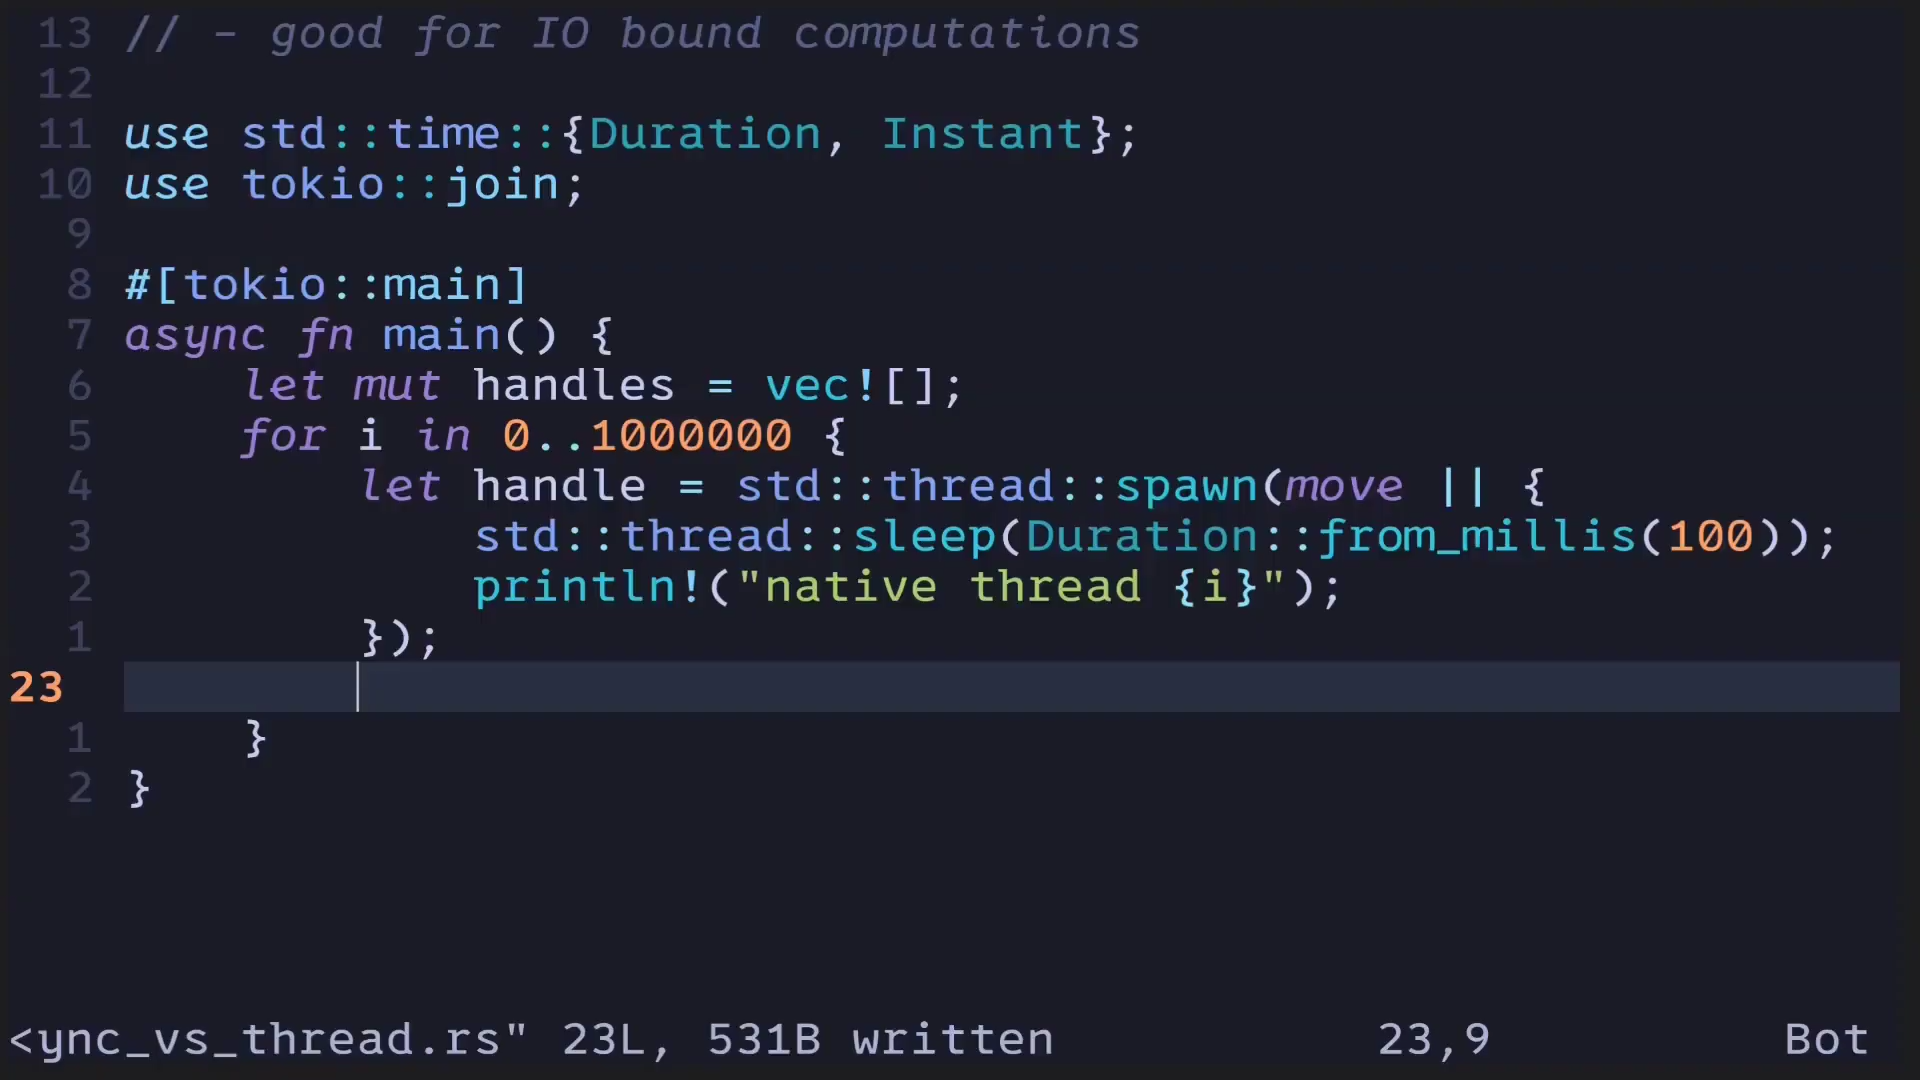 13 // – good for IO bound computations
12
11 use std::time::{Duration, Instant};
10 use tokio::join;
9
8 #[tokio::main]
7 async fn main() {
6     let mut handles = vec![];
5     for i in 0..1000000 {
4         let handle = std::thread::spawn(move || {
3             std::thread::sleep(Duration::from_millis(100));
2             println!("native thread {i}");
1         });
23
1     }
2 }
<ync_vs_thread.rs" 23L, 531B written 23,9 Bot